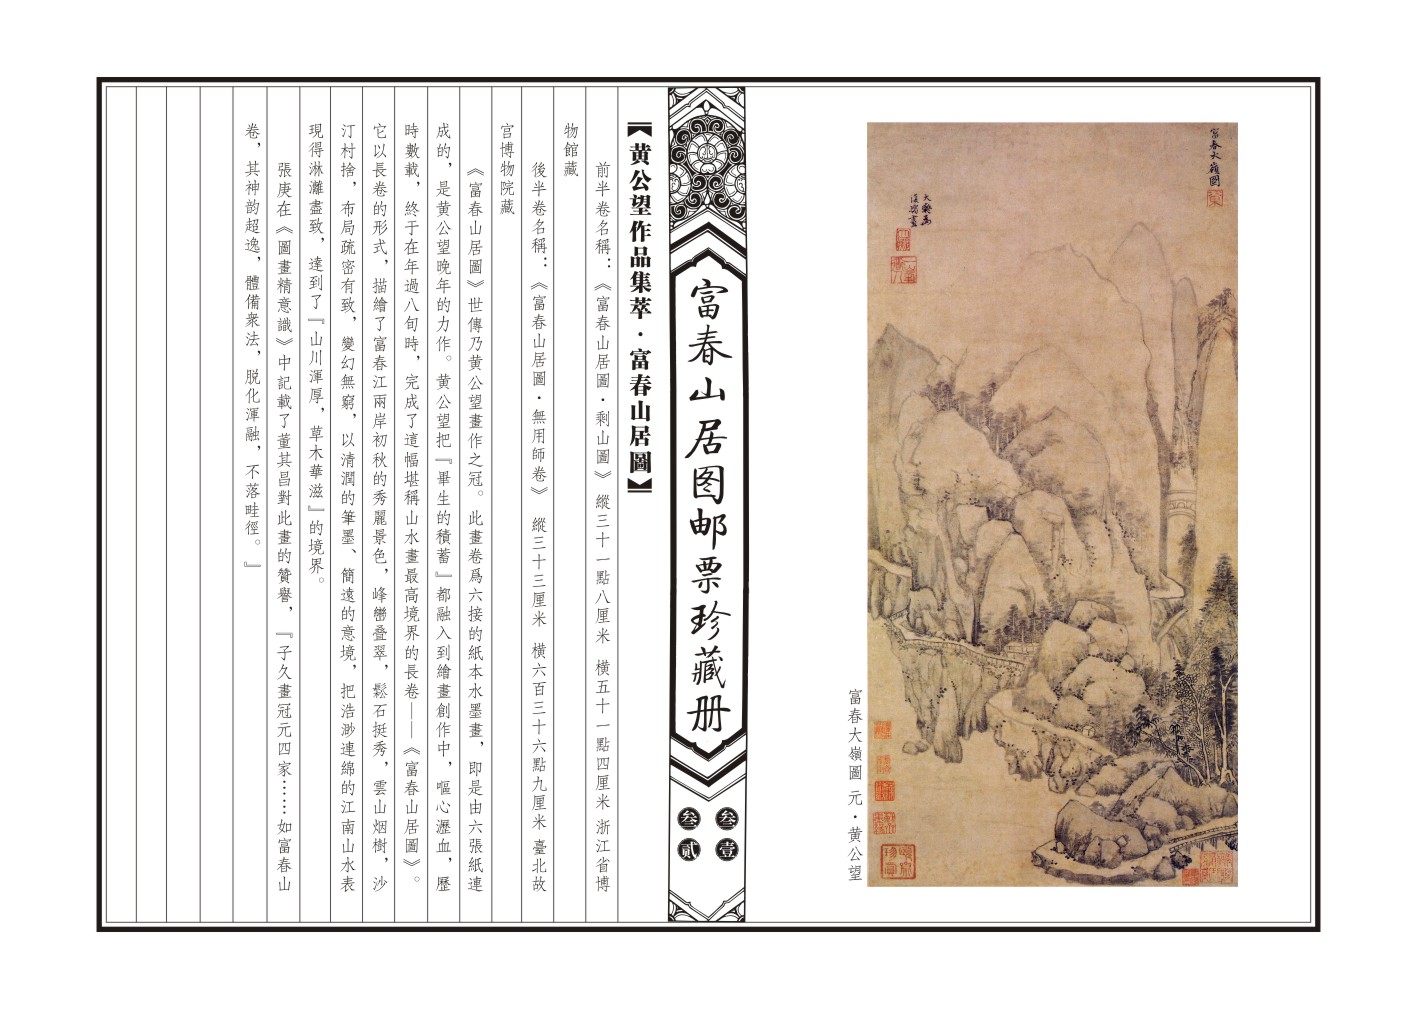 富春大嶺圖
大癡爲
復孺畫
富春大嶺圖 元·黄公望
富春山居图邮票珍藏册
叁壹
叁贰
【黄公望作品集萃·富春山居圖】
前半卷名稱：《富春山居圖·剩山圖》 縱三十一點八厘米 橫五十一點四厘米 浙江省博
物館藏
後半卷名稱：《富春山居圖·無用師卷》 縱三十三厘米 橫六百三十六點九厘米 臺北故
宫博物院藏
《富春山居圖》世傳乃黄公望畫作之冠。此畫卷爲六接的紙本水墨畫，即是由六張紙連
成的，是黄公望晚年的力作。黄公望把『畢生的積蓄』都融入到繪畫創作中，嘔心瀝血，歷
時數載，終于在年過八旬時，完成了這幅堪稱山水畫最高境界的長卷——《富春山居圖》。
它以長卷的形式，描繪了富春江兩岸初秋的秀麗景色，峰巒叠翠，鬆石挺秀，雲山烟樹，沙
汀村捨，布局疏密有致，變幻無窮，以清潤的筆墨、簡遠的意境，把浩渺連綿的江南山水表
現得淋灕盡致，達到了『山川渾厚，草木華滋』的境界。
張庚在《圖畫精意識》中記載了董其昌對此畫的贊譽，『子久畫冠元四家……如富春山
卷，其神韵超逸，體備衆法，脱化渾融，不落畦徑。』